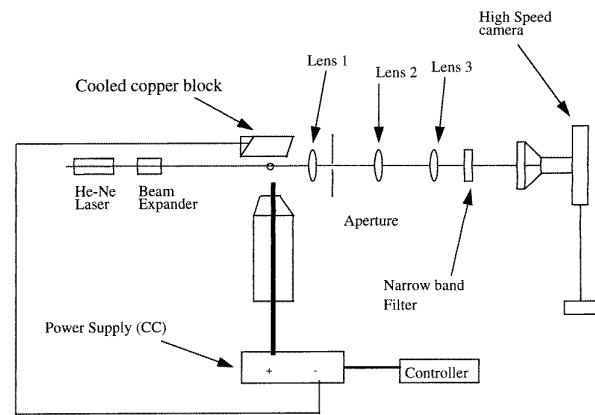 High Speed
camera
Lens 1
Lens 2
Lens 3
Cooled copper block
He-Ne
Laser
Beam
Expander
Aperture
Narrow band
Filter
Power Supply (CC)
+
-
Controller